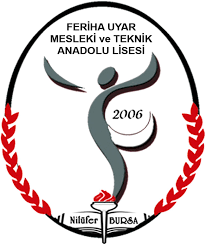 FERİHA UYAR
MESLEKİ ve TEKNİK
ANADOLU LİSESİ
2006
Nilüfer BURSA